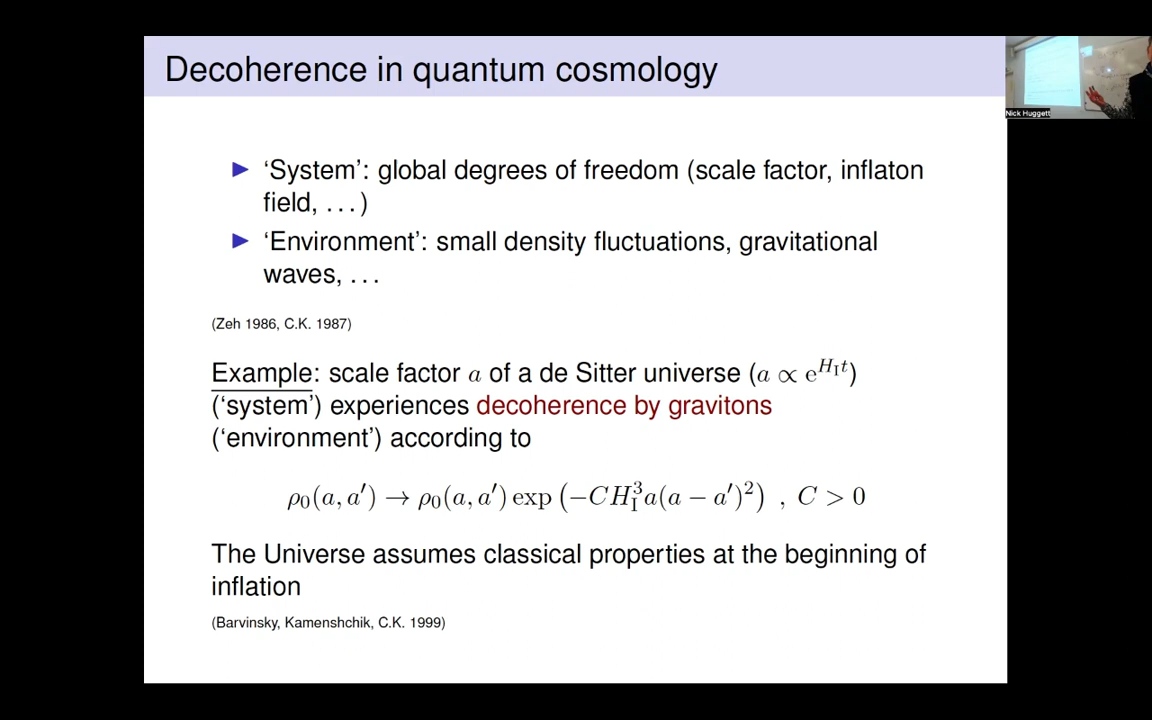 Decoherence in quantum cosmology
Nick Huggett
▶ ‘System’: global degrees of freedom (scale factor, inflaton
field, . . . )
▶ ‘Environment’: small density fluctuations, gravitational
waves, . . .
(Zeh 1986, C.K. 1987)
Example: scale factor a of a de Sitter universe (a ∝ e^{H_I t})
(‘system’) experiences decoherence by gravitons
(‘environment’) according to
ρ₀(a, a′) → ρ₀(a, a′) exp (−CH_I³a(a − a′)²) , C > 0
The Universe assumes classical properties at the beginning of
inflation
(Barvinsky, Kamenshchik, C.K. 1999)